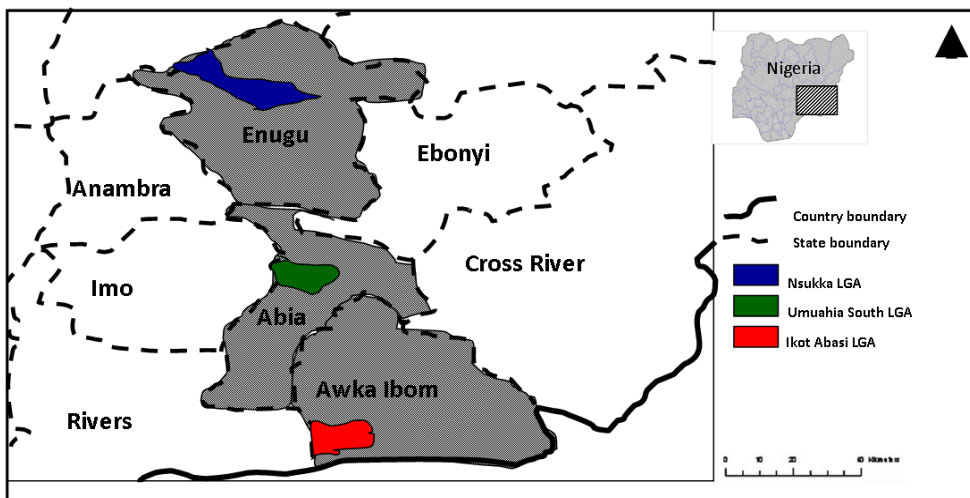 Nigeria
Enugu
Ebonyi
Anambra
Cross River
Imo
Abia
Awka Ibom
Rivers
Country boundary
State boundary
Nsukka LGA
Umuahia South LGA
Ikot Abasi LGA
0 10 20 40 60